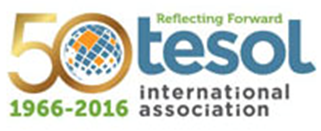 Reflecting Forward
50 tesol
international
1966-2016 association